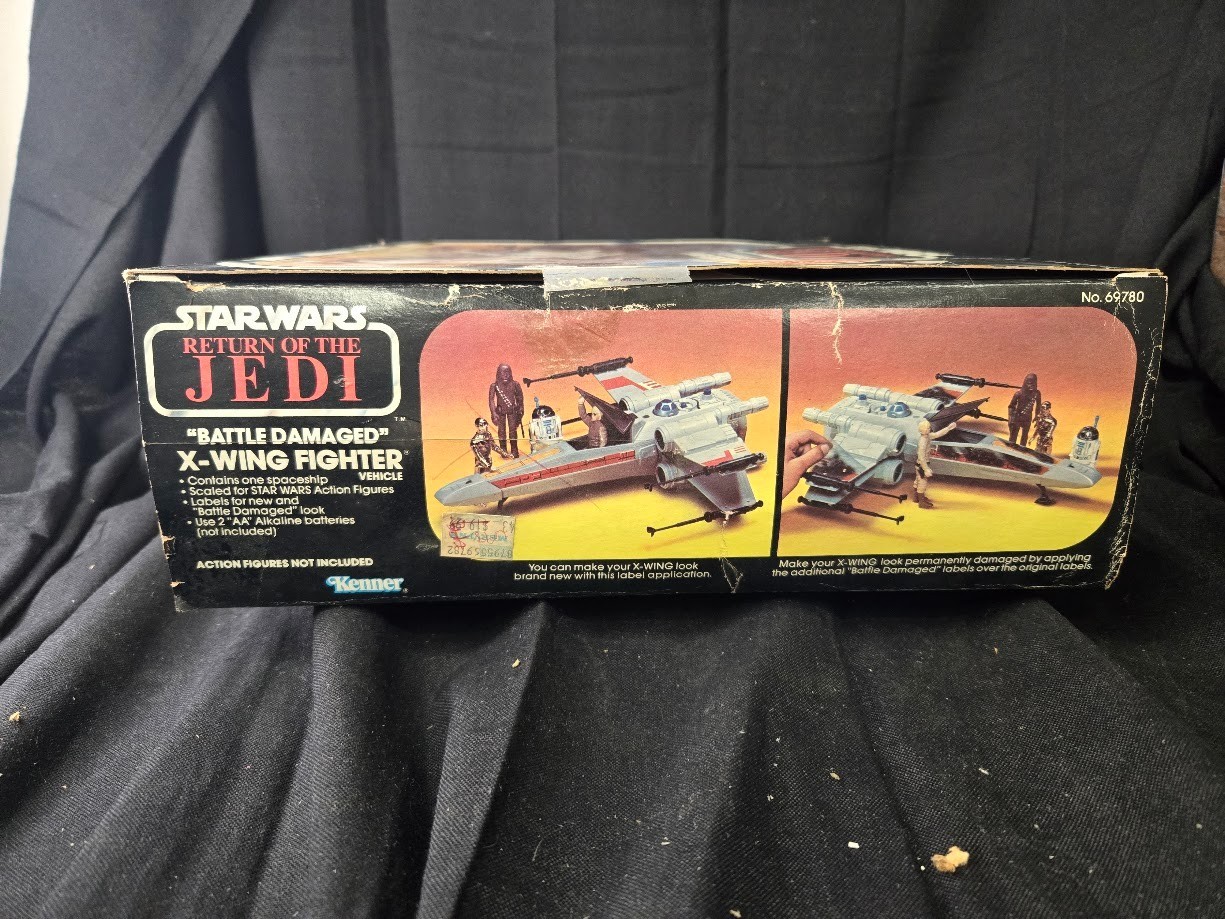 No. 69780
STAR WARS
RETURN OF THE
JEDI
TM
"BATTLE DAMAGED"
X-WING FIGHTER®
VEHICLE
• Contains one spaceship
• Scaled for STAR WARS Action Figures
• Labels for new and
"Battle Damaged" look
• Use 2 "AA" Alkaline batteries
(not included)
ACTION FIGURES NOT INCLUDED
Kenner®
You can make your X-WING look
brand new with this label application.
Make your X-WING look permanently damaged by applying
the additional "Battle Damaged" labels over the original labels.